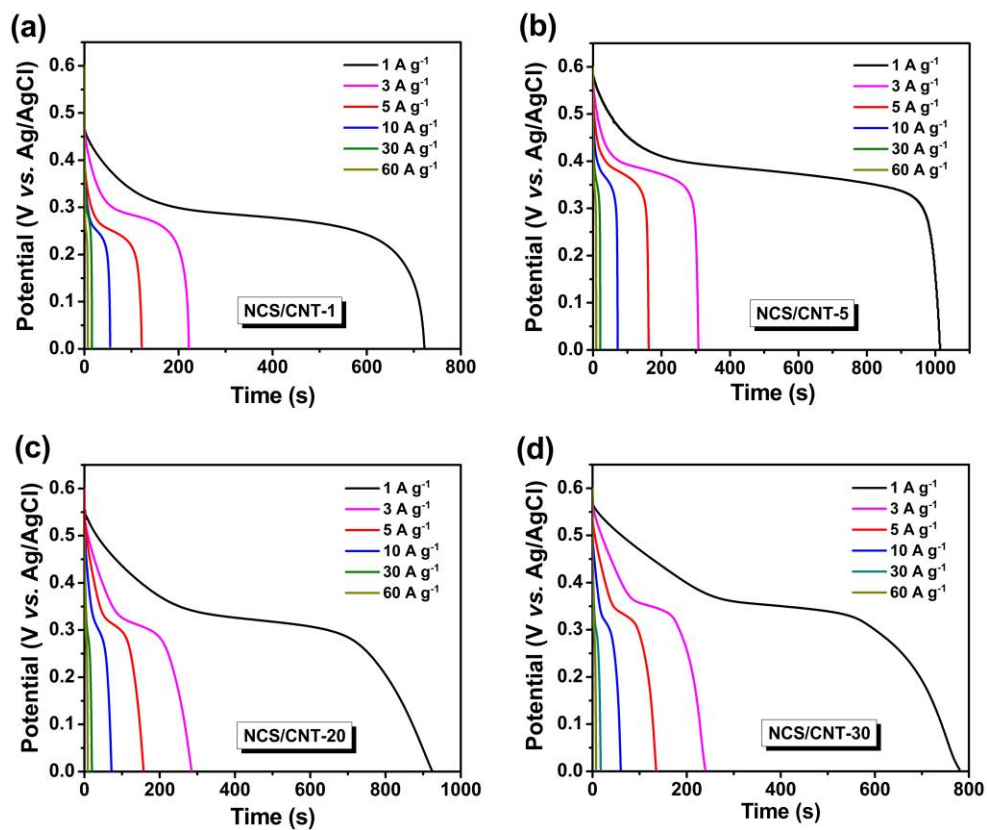 (a)
0.6
0.5
0.4
0.3
0.2
0.1
0.0
Potential (V vs. Ag/AgCl)
1 A g⁻¹
3 A g⁻¹
5 A g⁻¹
10 A g⁻¹
30 A g⁻¹
60 A g⁻¹
NCS/CNT-1
0 200 400 600 800
Time (s)
(b)
0.6
0.5
0.4
0.3
0.2
0.1
0.0
Potential (V vs. Ag/AgCl)
1 A g⁻¹
3 A g⁻¹
5 A g⁻¹
10 A g⁻¹
30 A g⁻¹
60 A g⁻¹
NCS/CNT-5
0 200 400 600 800 1000
Time (s)
(c)
0.6
0.5
0.4
0.3
0.2
0.1
0.0
Potential (V vs. Ag/AgCl)
1 A g⁻¹
3 A g⁻¹
5 A g⁻¹
10 A g⁻¹
30 A g⁻¹
60 A g⁻¹
NCS/CNT-20
0 200 400 600 800 1000
Time (s)
(d)
0.6
0.5
0.4
0.3
0.2
0.1
0.0
Potential (V vs. Ag/AgCl)
1 A g⁻¹
3 A g⁻¹
5 A g⁻¹
10 A g⁻¹
30 A g⁻¹
60 A g⁻¹
NCS/CNT-30
0 200 400 600 800
Time (s)